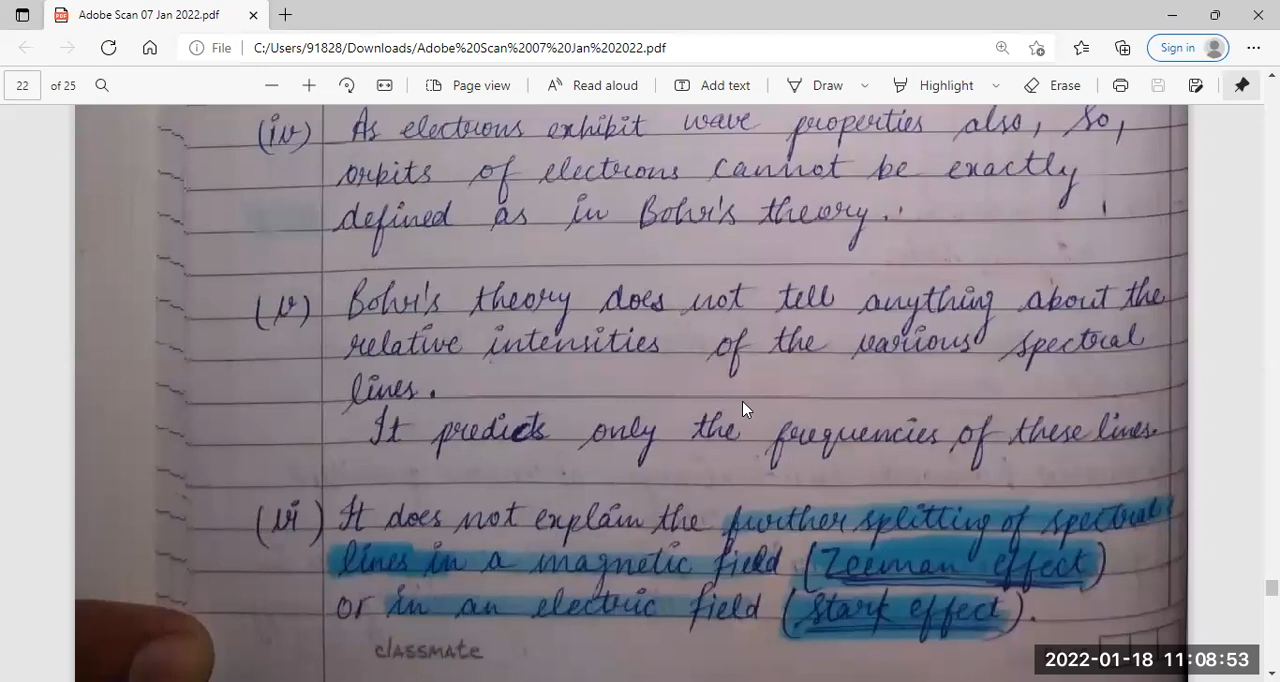 Adobe Scan 07 Jan 2022.pdf
File C:/Users/91828/Downloads/Adobe%20Scan%2007%20Jan%202022.pdf Sign in
22 of 25 Page view Read aloud Add text Draw Highlight Erase
(iv) As electrons exhibit wave properties also, so,
orbits of electrons cannot be exactly
defined as in Bohr's theory.
(v) Bohr's theory does not tell anything about the
relative intensities of the various spectral
lines.
It predicts only the frequencies of these lines.
(vi) It does not explain the further splitting of spectral
lines in a magnetic field (Zeeman effect)
or in an electric field (Stark effect).
classmate
2022-01-18 11:08:53